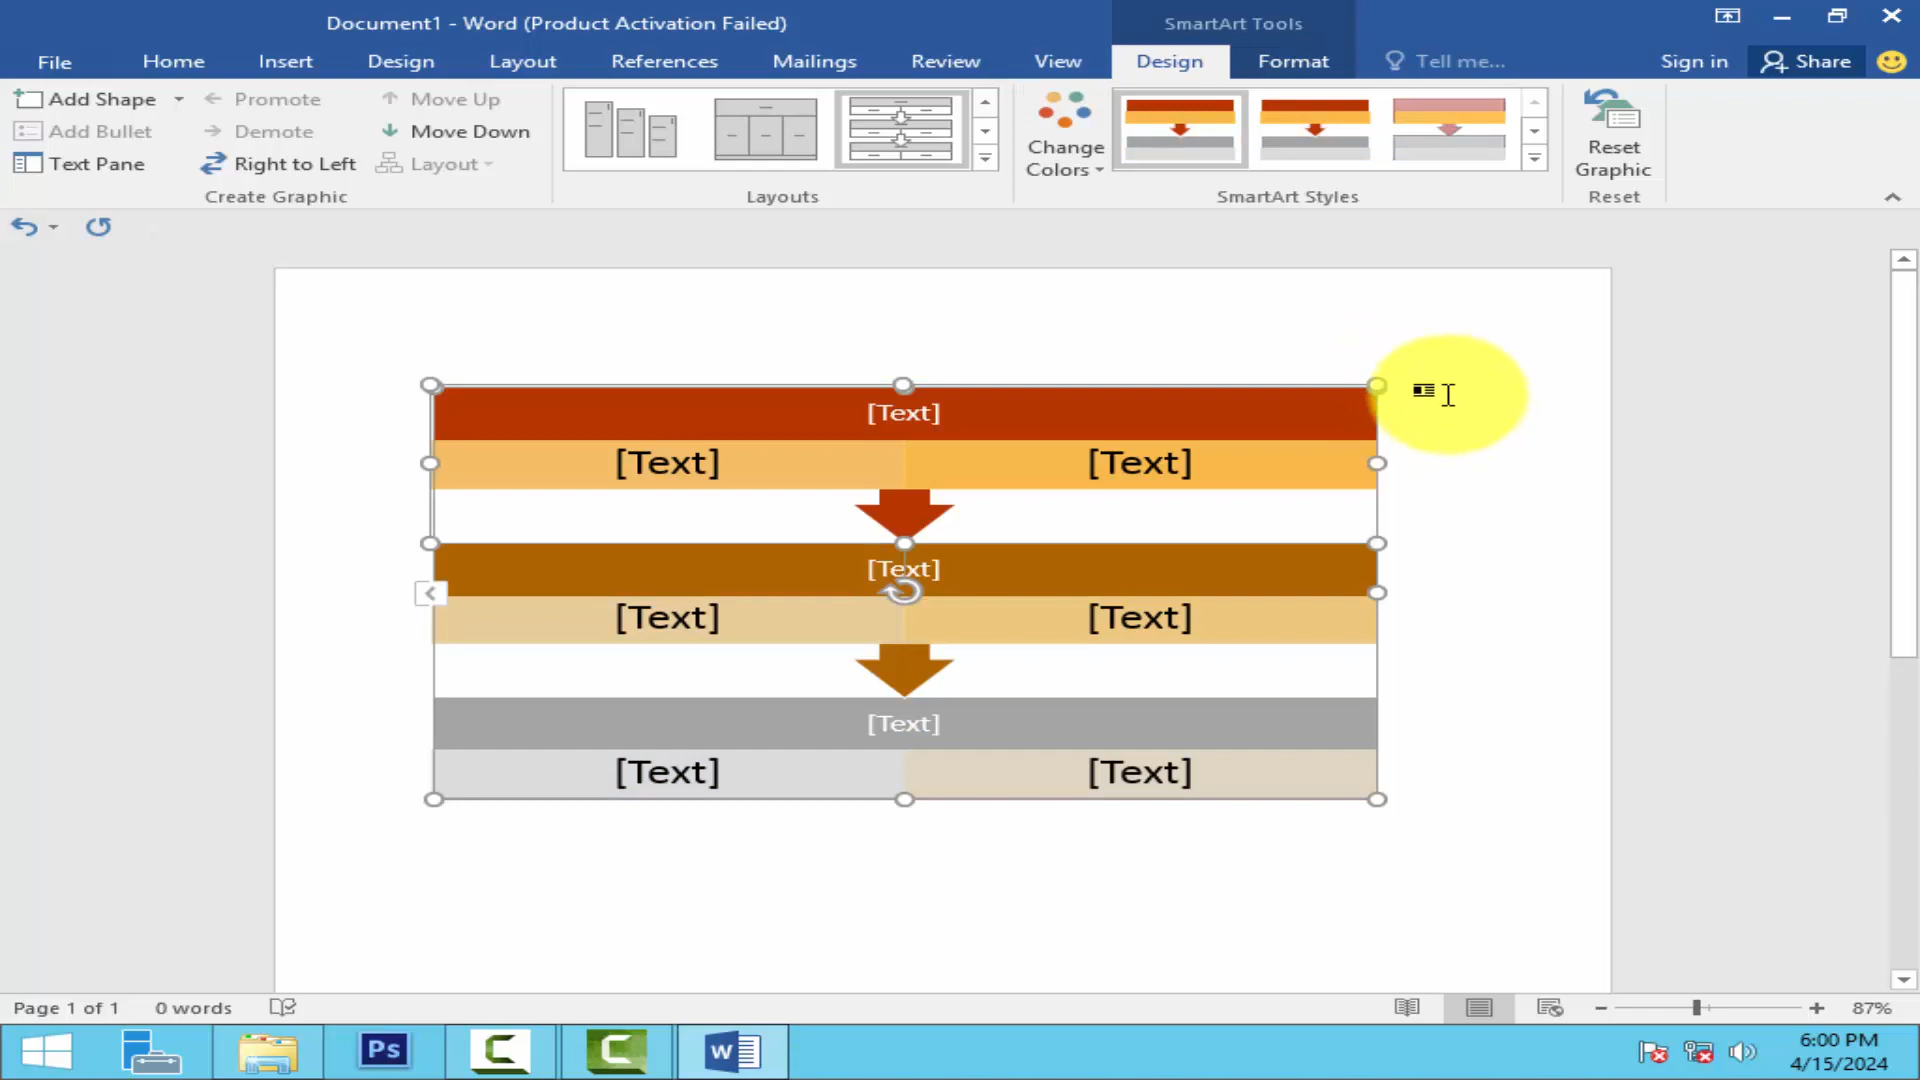 Document1 - Word (Product Activation Failed)
SmartArt Tools
File Home Insert Design Layout References Mailings Review View Design Format Tell me... Sign in Share
Add Shape Promote Move Up
Add Bullet Demote Move Down
Text Pane Right to Left Layout
Create Graphic
Layouts
Change
Colors
SmartArt Styles
Reset
Graphic
Reset
[Text]
[Text] [Text]
[Text]
[Text] [Text]
[Text]
[Text] [Text]
Page 1 of 1 0 words 87%
Ps
W
6:00 PM
4/15/2024